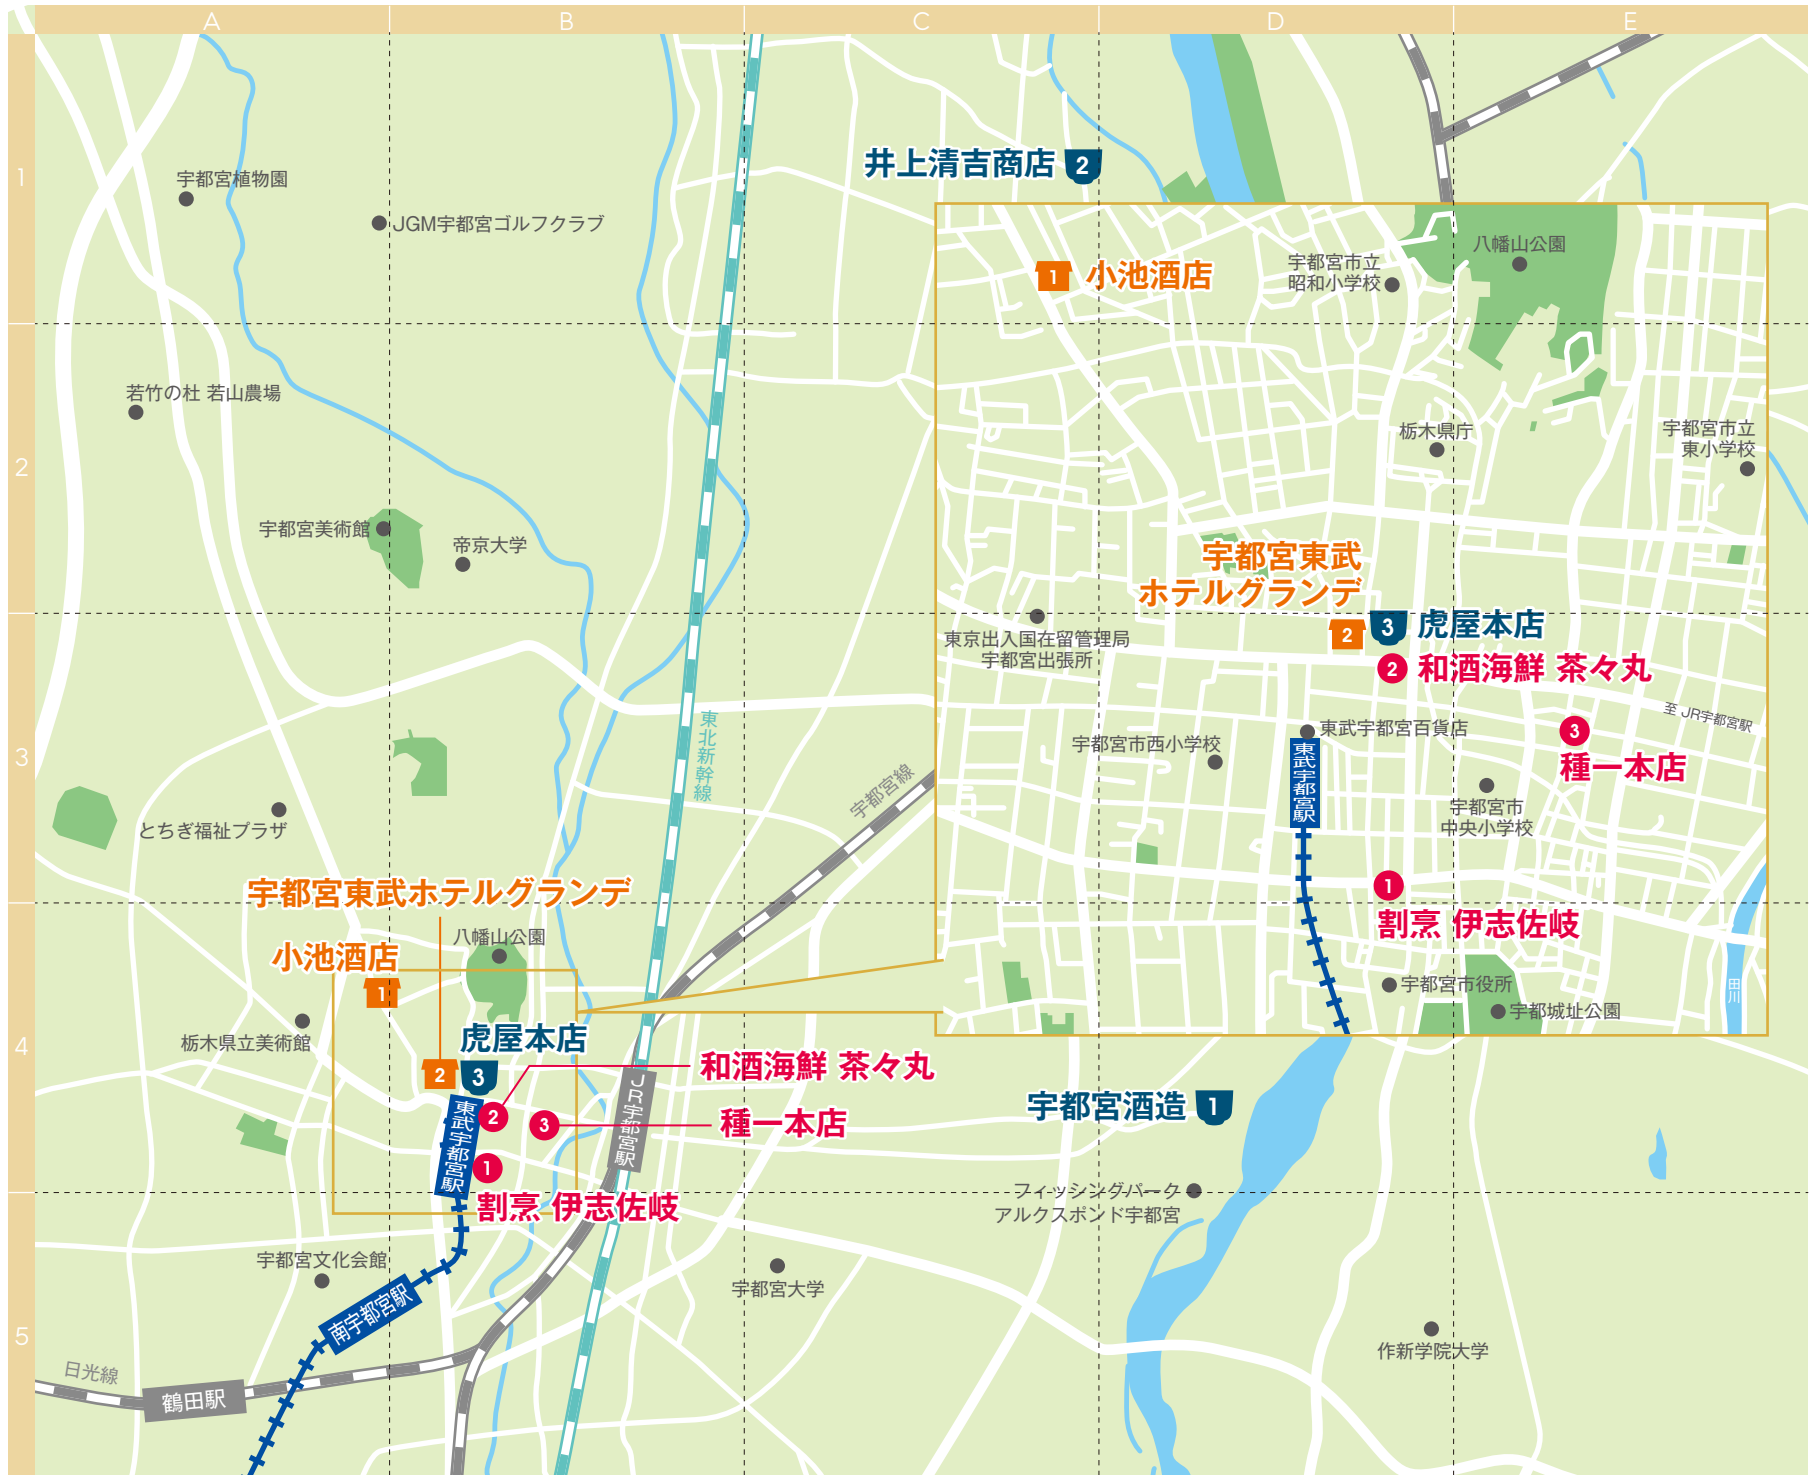 A
B
C
D
E
1
2
3
4
5
宇都宮植物園
JGM宇都宮ゴルフクラブ
若竹の杜 若山農場
宇都宮美術館
帝京大学
東北新幹線
宇都宮線
とちぎ福祉プラザ
宇都宮東武ホテルグランデ
八幡山公園
小池酒店
1
栃木県立美術館
虎屋本店
2
3
和酒海鮮 茶々丸
2
種一本店
3
東武宇都宮駅
JR宇都宮駅
1
割烹 伊志佐岐
宇都宮文化会館
南宇都宮駅
日光線
鶴田駅
宇都宮大学
井上清吉商店
2
1
小池酒店
宇都宮市立
昭和小学校
八幡山公園
栃木県庁
宇都宮市立
東小学校
宇都宮東武
ホテルグランデ
2
3
虎屋本店
2
和酒海鮮 茶々丸
東京出入国在留管理局
宇都宮出張所
至 JR宇都宮駅
東武宇都宮百貨店
宇都宮市西小学校
東武宇都宮駅
3
種一本店
宇都宮市
中央小学校
1
割烹 伊志佐岐
宇都宮市役所
宇都城址公園
田川
宇都宮酒造
1
フィッシングパーク
アルクスポンド宇都宮
作新学院大学